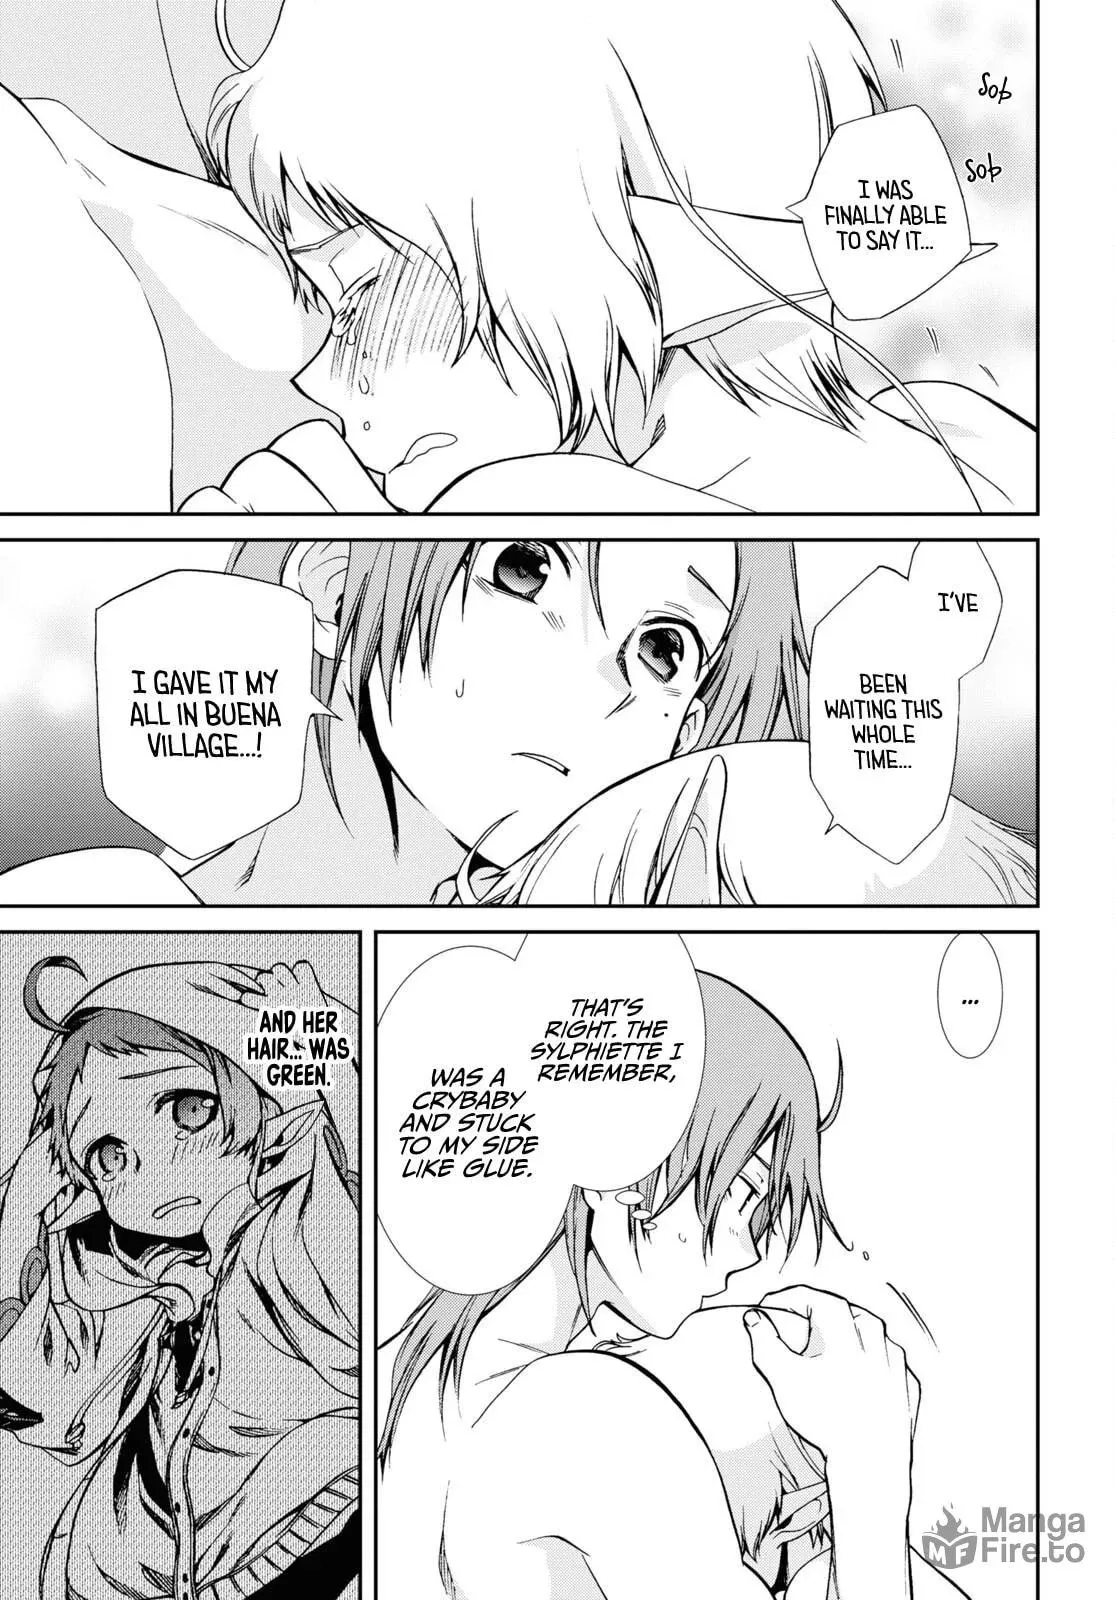 SOB
SOB
I WAS
FINALLY ABLE
TO SAY IT...
I'VE
BEEN
WAITING THIS
WHOLE
TIME...
I GAVE IT MY
ALL IN BUENA
VILLAGE...!
...
THAT'S
RIGHT. THE
SYLPHIETTE I
REMEMBER,
WAS A
CRYBABY
AND STUCK
TO MY SIDE
LIKE GLUE.
AND HER
HAIR... WAS
GREEN.
MF
Manga
Fire.to